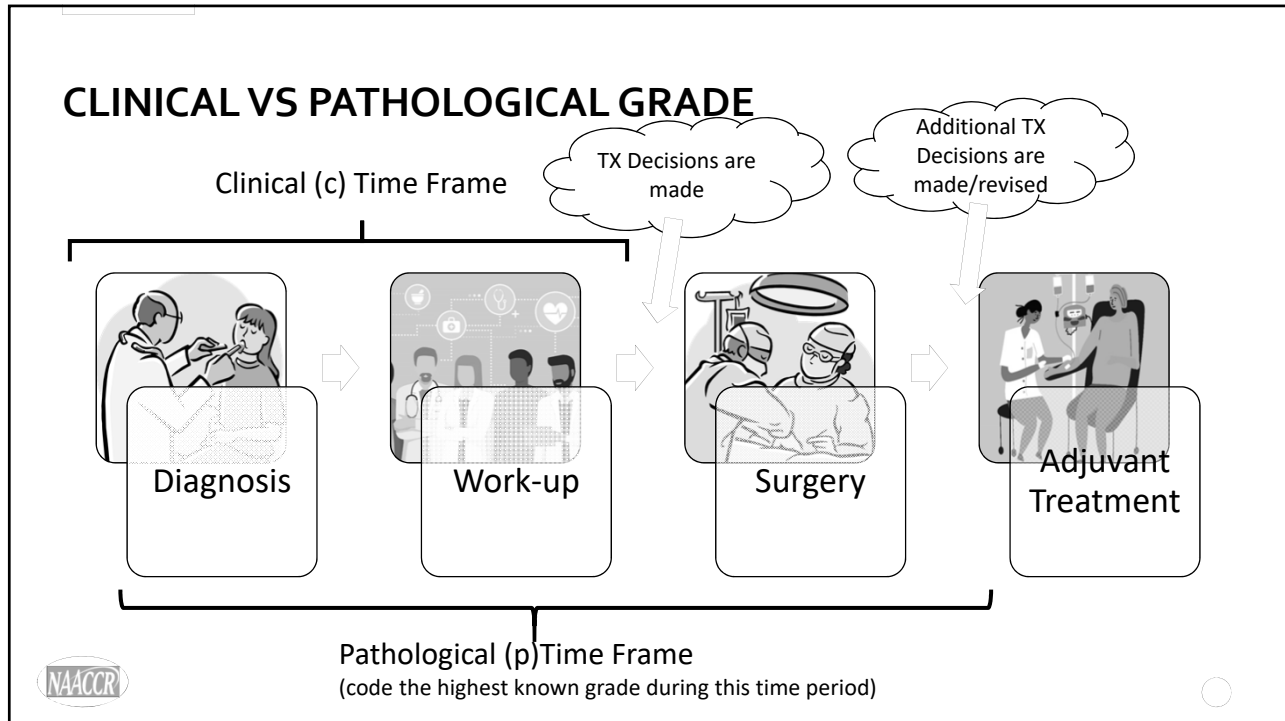 CLINICAL VS PATHOLOGICAL GRADE
Clinical (c) Time Frame
TX Decisions are
made
Additional TX
Decisions are
made/revised
Diagnosis
Work-up
Surgery
Adjuvant
Treatment
Pathological (p)Time Frame
(code the highest known grade during this time period)
NAACCR